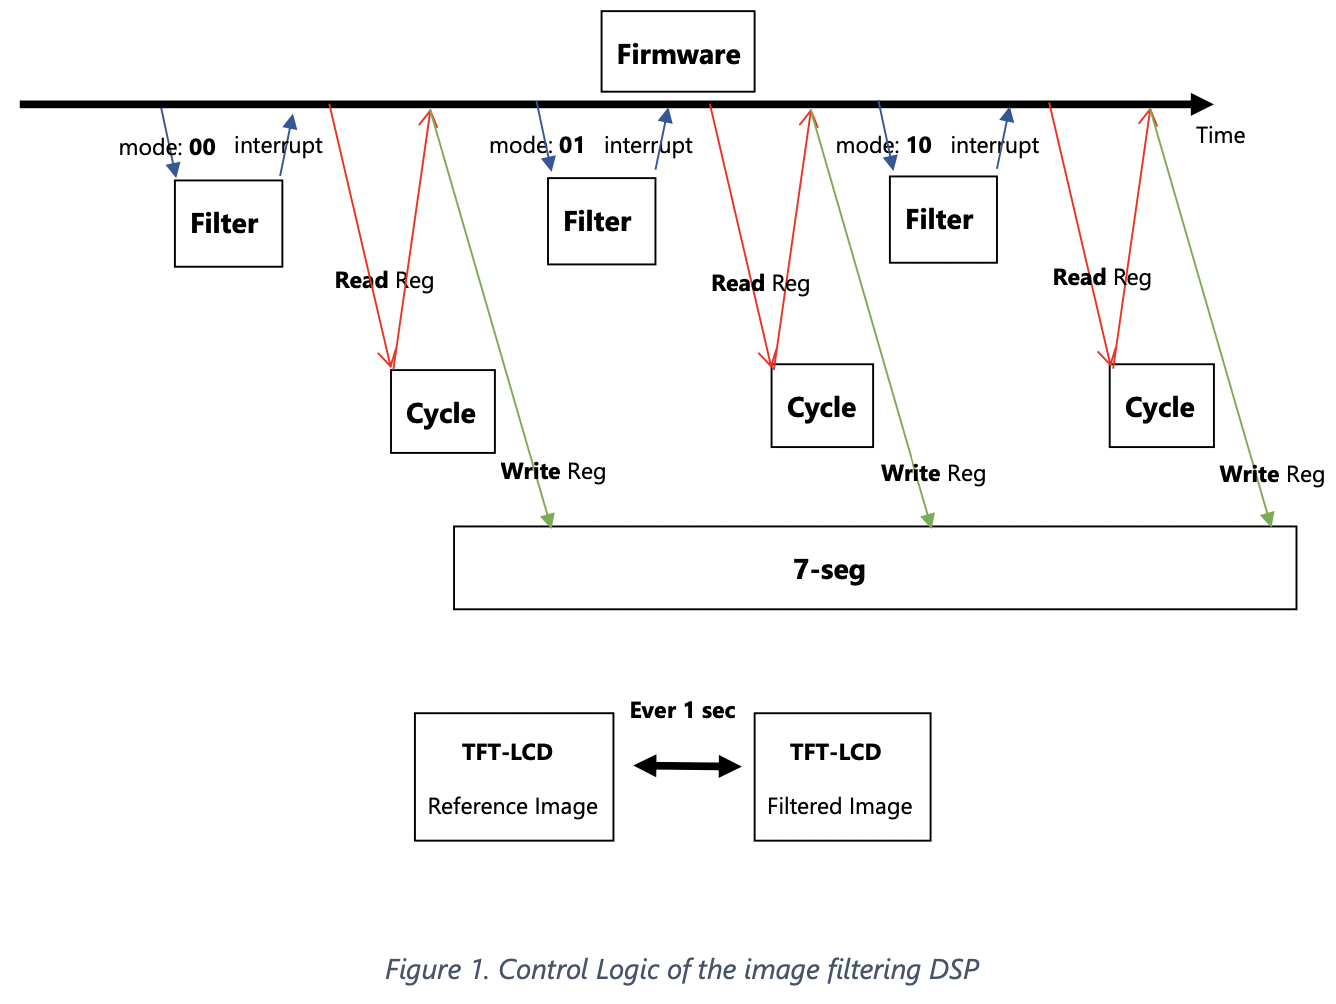 Firmware
Time
mode: 00 interrupt
mode: 01 interrupt
mode: 10 interrupt
Filter
Filter
Filter
Read Reg
Read Reg
Read Reg
Cycle
Cycle
Cycle
Write Reg
Write Reg
Write Reg
7-seg
Ever 1 sec
TFT-LCD
Reference Image
TFT-LCD
Filtered Image
Figure 1. Control Logic of the image filtering DSP